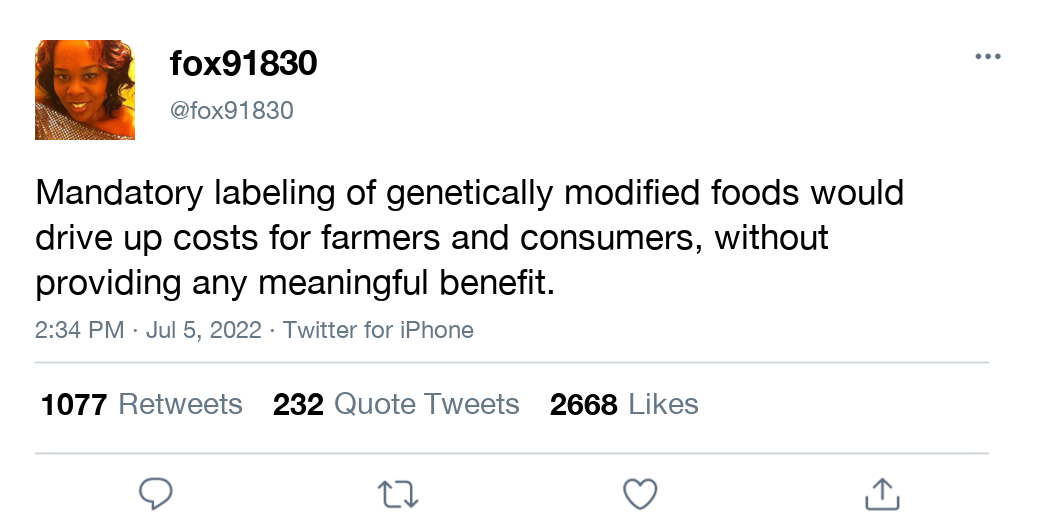 fox91830
@fox91830
Mandatory labeling of genetically modified foods would
drive up costs for farmers and consumers, without
providing any meaningful benefit.
2:34 PM · Jul 5, 2022 · Twitter for iPhone
1077 Retweets 232 Quote Tweets 2668 Likes